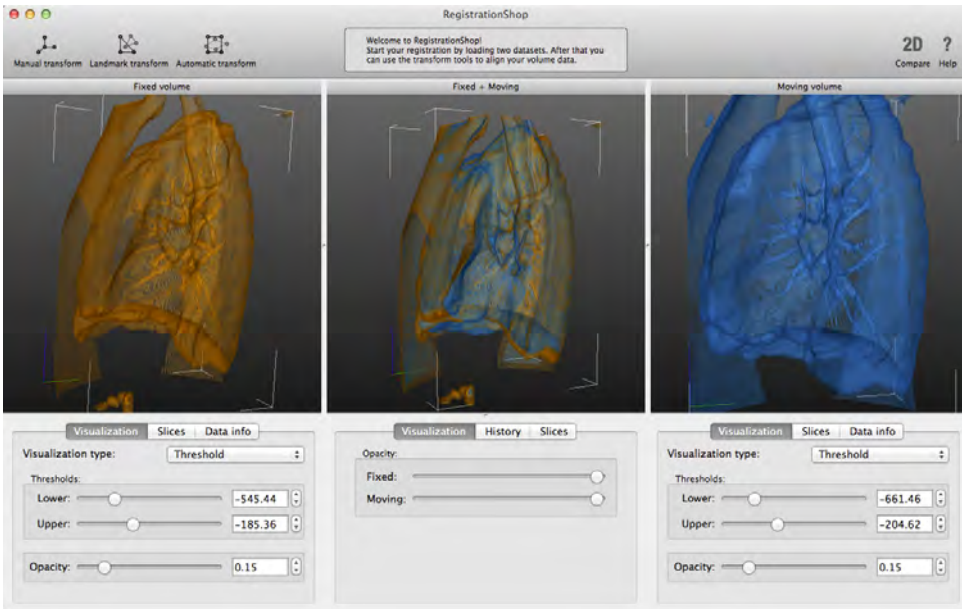 RegistrationShop
Manual transform
Landmark transform
Automatic transform
Welcome to RegistrationShop!
Start your registration by loading two datasets. After that you
can use the transform tools to align your volume data.
2D
Compare
?
Help
Fixed volume
Fixed + Moving
Moving volume
Visualization Slices Data info
Visualization type: Threshold
Thresholds:
Lower: -545.44
Upper: -185.36
Opacity: 0.15
Visualization History Slices
Opacity:
Fixed:
Moving:
Visualization Slices Data info
Visualization type: Threshold
Thresholds:
Lower: -661.46
Upper: -204.62
Opacity: 0.15